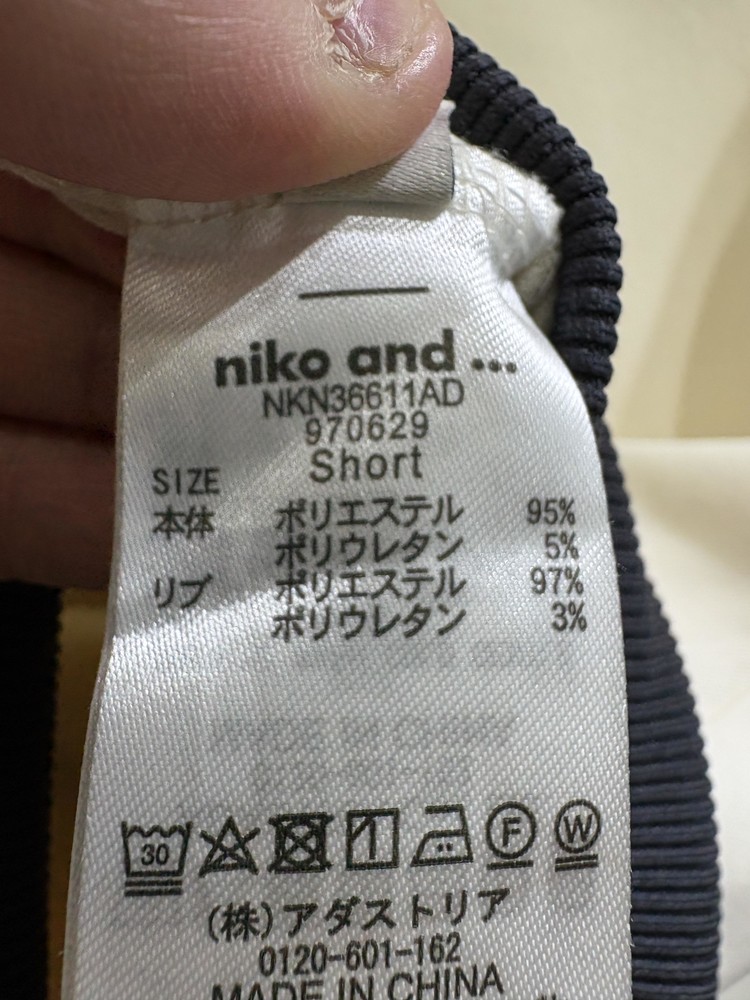 niko and ...
NKN36611AD
970629
SIZE Short
本体 ポリエステル 95%
ポリウレタン 5%
リブ ポリエステル 97%
ポリウレタン 3%
30 F W
(株)アダストリア
0120-601-162
MADE IN CHINA